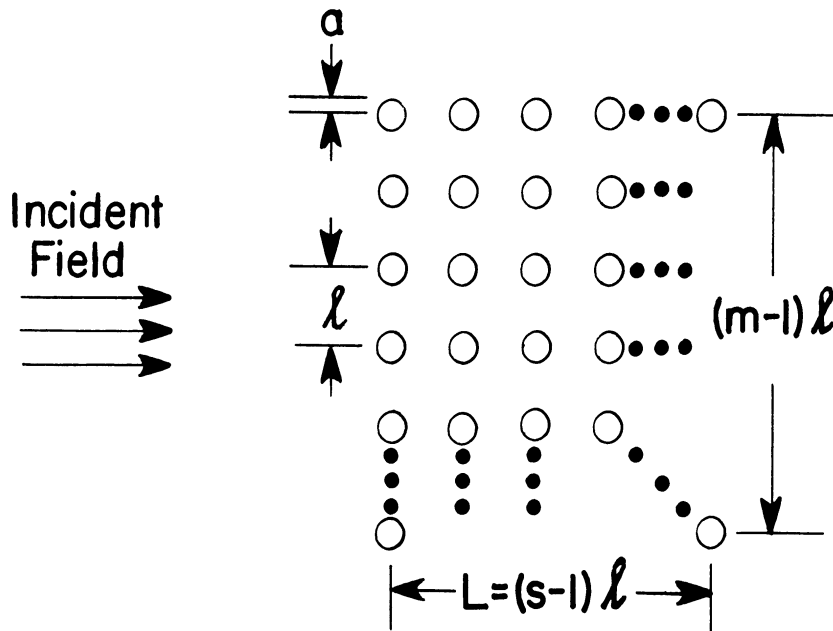 a
Incident
Field
ℓ
(m-1)ℓ
L=(s-1)ℓ